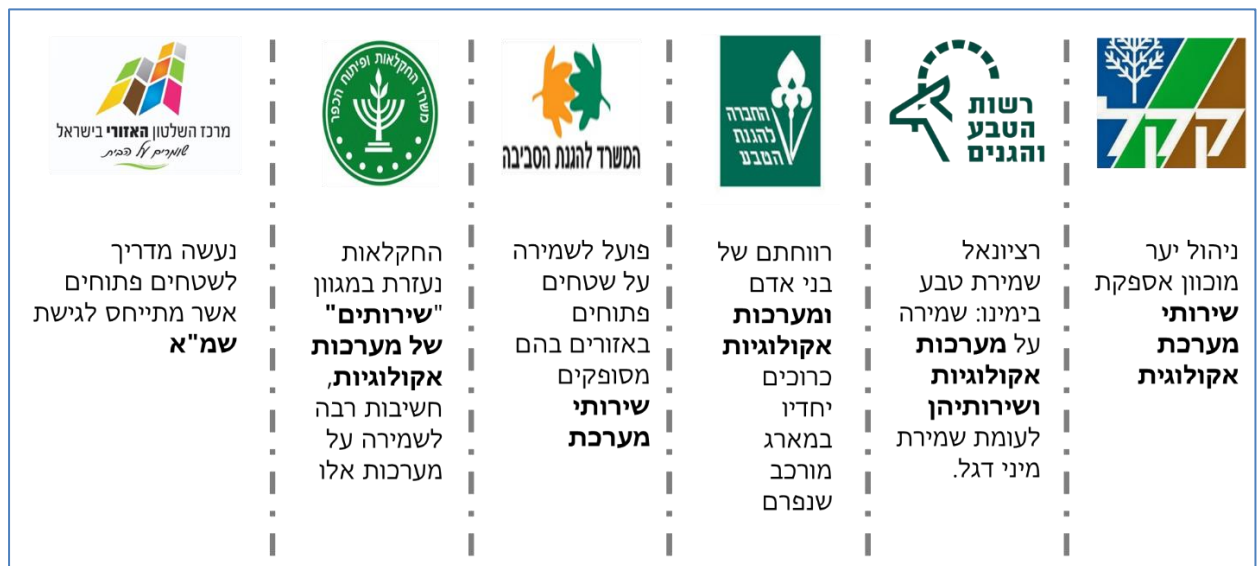 קקל
ניהול יער
מוכוון אספקת
שירותי
מערכת
אקולוגית
רשות
הטבע
והגנים
רציונאל
שמירת טבע
בימינו: שמירה
על מערכות
אקולוגיות
ושירותיהן
לעומת שמירת
מיני דגל.
החברה
להגנת
הטבע
רווחתם של
בני אדם
ומערכות
אקולוגיות
כרוכים
יחדיו
במארג
מורכב
שנפרם
המשרד להגנת הסביבה
פועל לשמירה
על שטחים
פתוחים
באזורים בהם
מסופקים
שירותי
מערכת
משרד החקלאות ופיתוח הכפר
החקלאות
נעזרת במגוון
"שירותים"
של מערכות
אקולוגיות,
חשיבות רבה
לשמירה על
מערכות אלו
מרכז השלטון האזורי בישראל
שומרים על הבית
נעשה מדריך
לשטחים פתוחים
אשר מתייחס לגישת
שמ"א